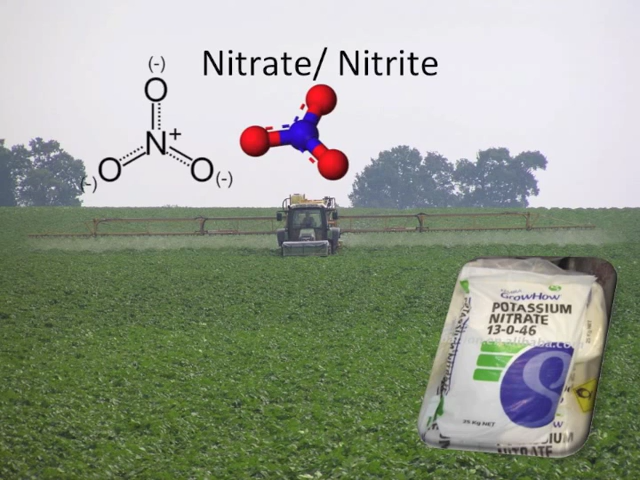 Nitrate/ Nitrite
(-)
O
N+
O
O
(-)
(-)
GrowHow
POTASSIUM
NITRATE
13-0-46